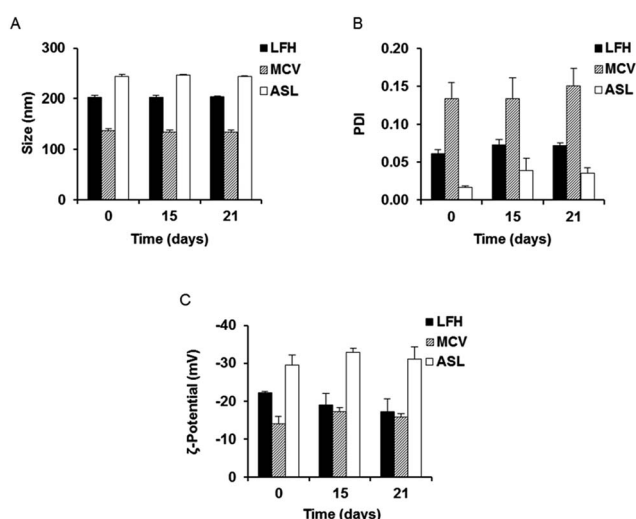 A
300
200
100
0
Size (nm)
0 15 21
Time (days)
LFH
MCV
ASL
B
0.20
0.15
0.10
0.05
0.00
PDI
0 15 21
Time (days)
LFH
MCV
ASL
C
-40
-30
-20
-10
0
ζ-Potential (mV)
0 15 21
Time (days)
LFH
MCV
ASL